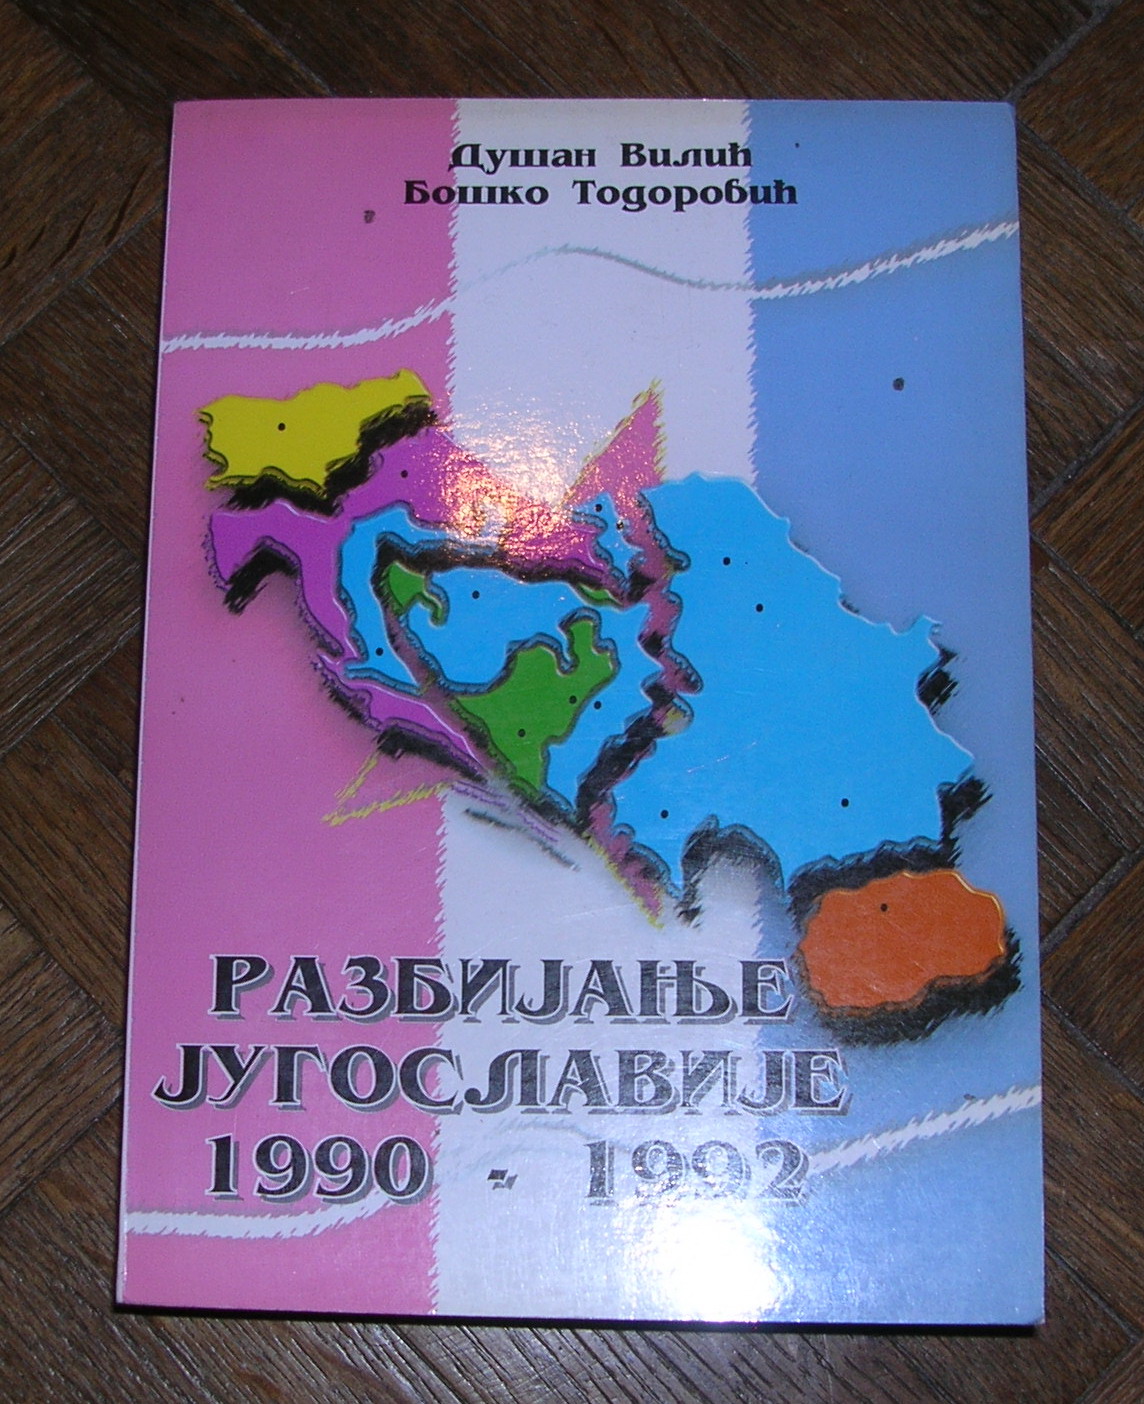 Душан Вилић
Бошко Тодоровић
РАЗБИЈАЊЕ
ЈУГОСЛАВИЈЕ
1990 - 1992